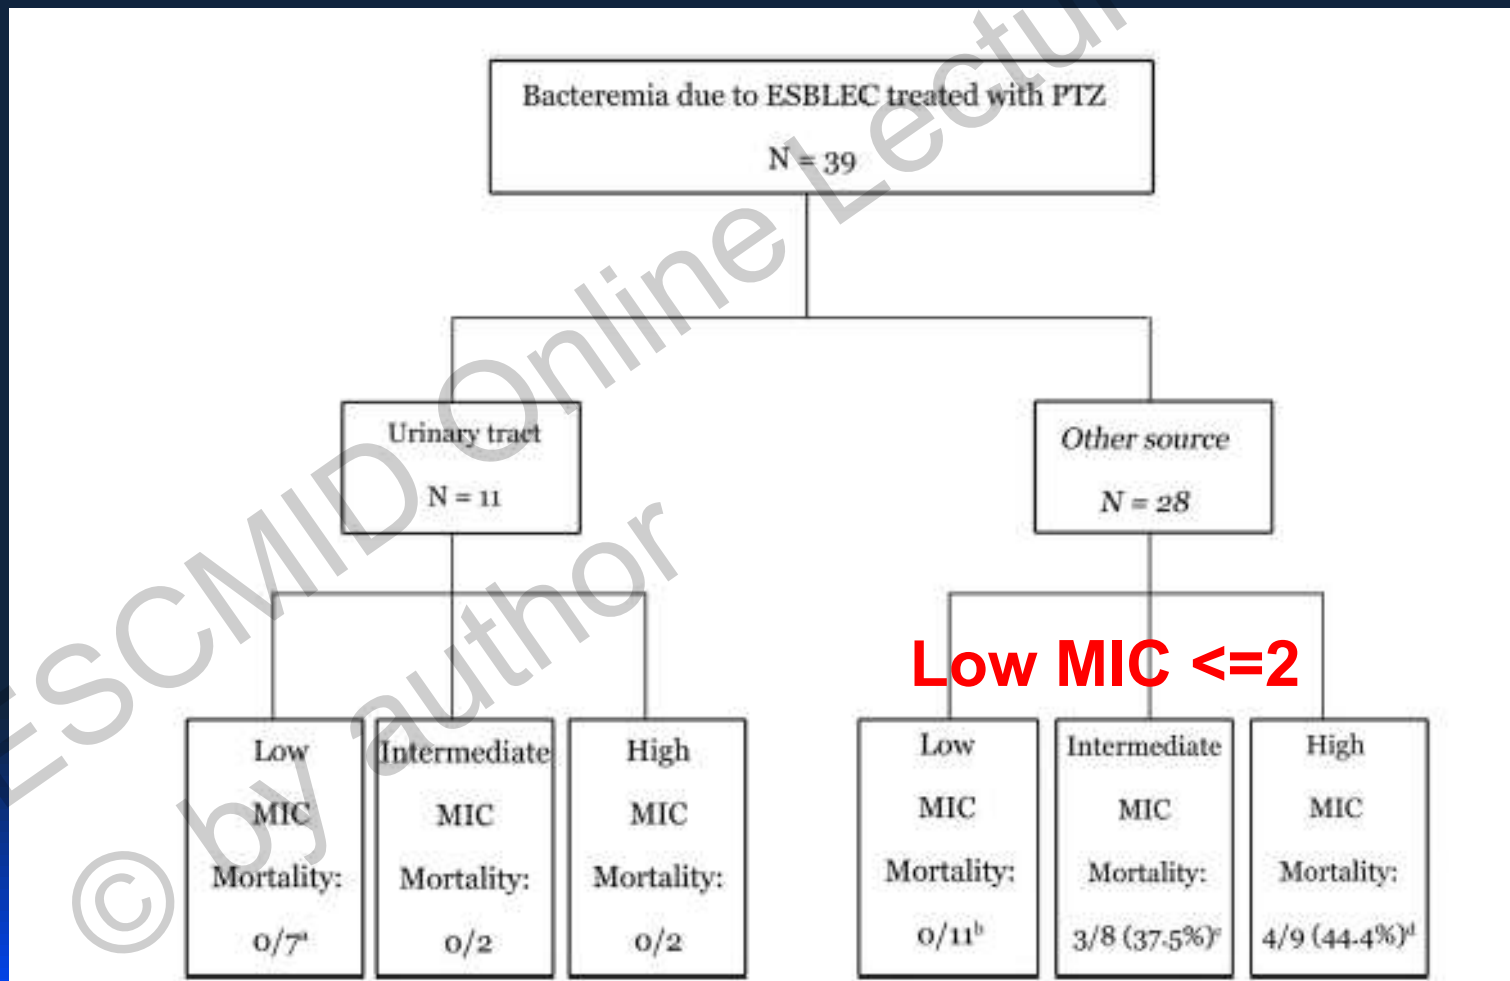 Bacteremia due to ESBLEC treated with PTZ
N = 39
Urinary tract
N = 11
Other source
N = 28
Low MIC <=2
Low
MIC
Mortality:
0/7ᵃ
Intermediate
MIC
Mortality:
0/2
High
MIC
Mortality:
0/2
Low
MIC
Mortality:
0/11ᵇ
Intermediate
MIC
Mortality:
3/8 (37.5%)ᶜ
High
MIC
Mortality:
4/9 (44.4%)ᵈ
ESCMID Online Lectur
© by author